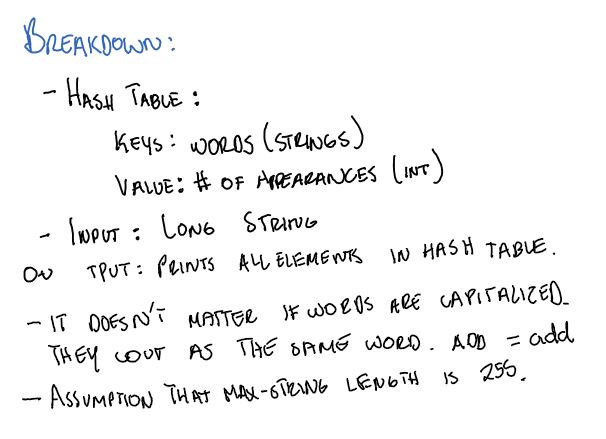 BREAKDOWN:
- HASH TABLE:
KEYS: WORDS (STRINGS)
VALUE: # OF APPEARANCES (INT)
- INPUT: LONG STRING
OU TPUT: PRINTS ALL ELEMENTS IN HASH TABLE.
- IT DOESN'T MATTER IF WORDS ARE CAPITALIZED.
THEY COUT AS THE SAME WORD. ADD = add
- ASSUMPTION THAT MAX-STRING LENGTH IS 255.